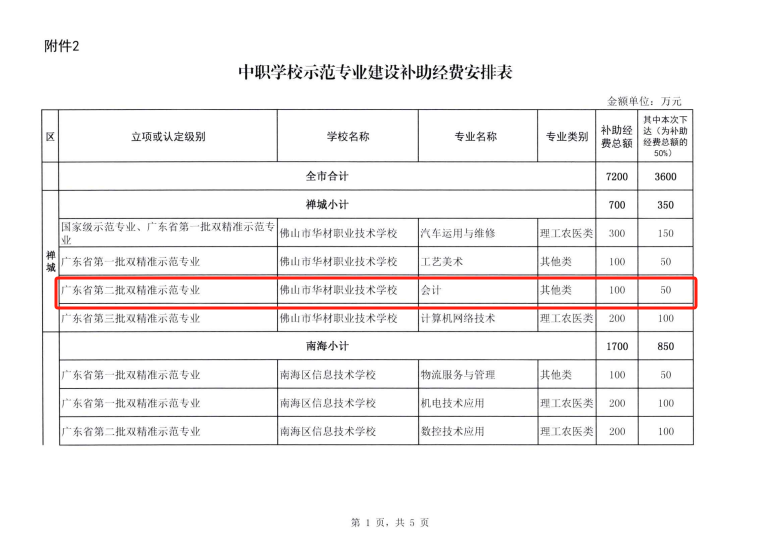 附件2
中职学校示范专业建设补助经费安排表
金额单位：万元
区 立项或认定级别 学校名称 专业名称 专业类别 补助经费总额 其中本次下达（为补助经费总额的50%）
全市合计 7200 3600
禅城
禅城小计 700 350
国家级示范专业、广东省第一批双精准示范专业 佛山市华材职业技术学校 汽车运用与维修 理工农医类 300 150
广东省第一批双精准示范专业 佛山市华材职业技术学校 工艺美术 其他类 100 50
广东省第二批双精准示范专业 佛山市华材职业技术学校 会计 其他类 100 50
广东省第三批双精准示范专业 佛山市华材职业技术学校 计算机网络技术 理工农医类 200 100
南海小计 1700 850
广东省第一批双精准示范专业 南海区信息技术学校 物流服务与管理 其他类 100 50
广东省第一批双精准示范专业 南海区信息技术学校 机电技术应用 理工农医类 200 100
广东省第二批双精准示范专业 南海区信息技术学校 数控技术应用 理工农医类 200 100
第 1 页，共 5 页